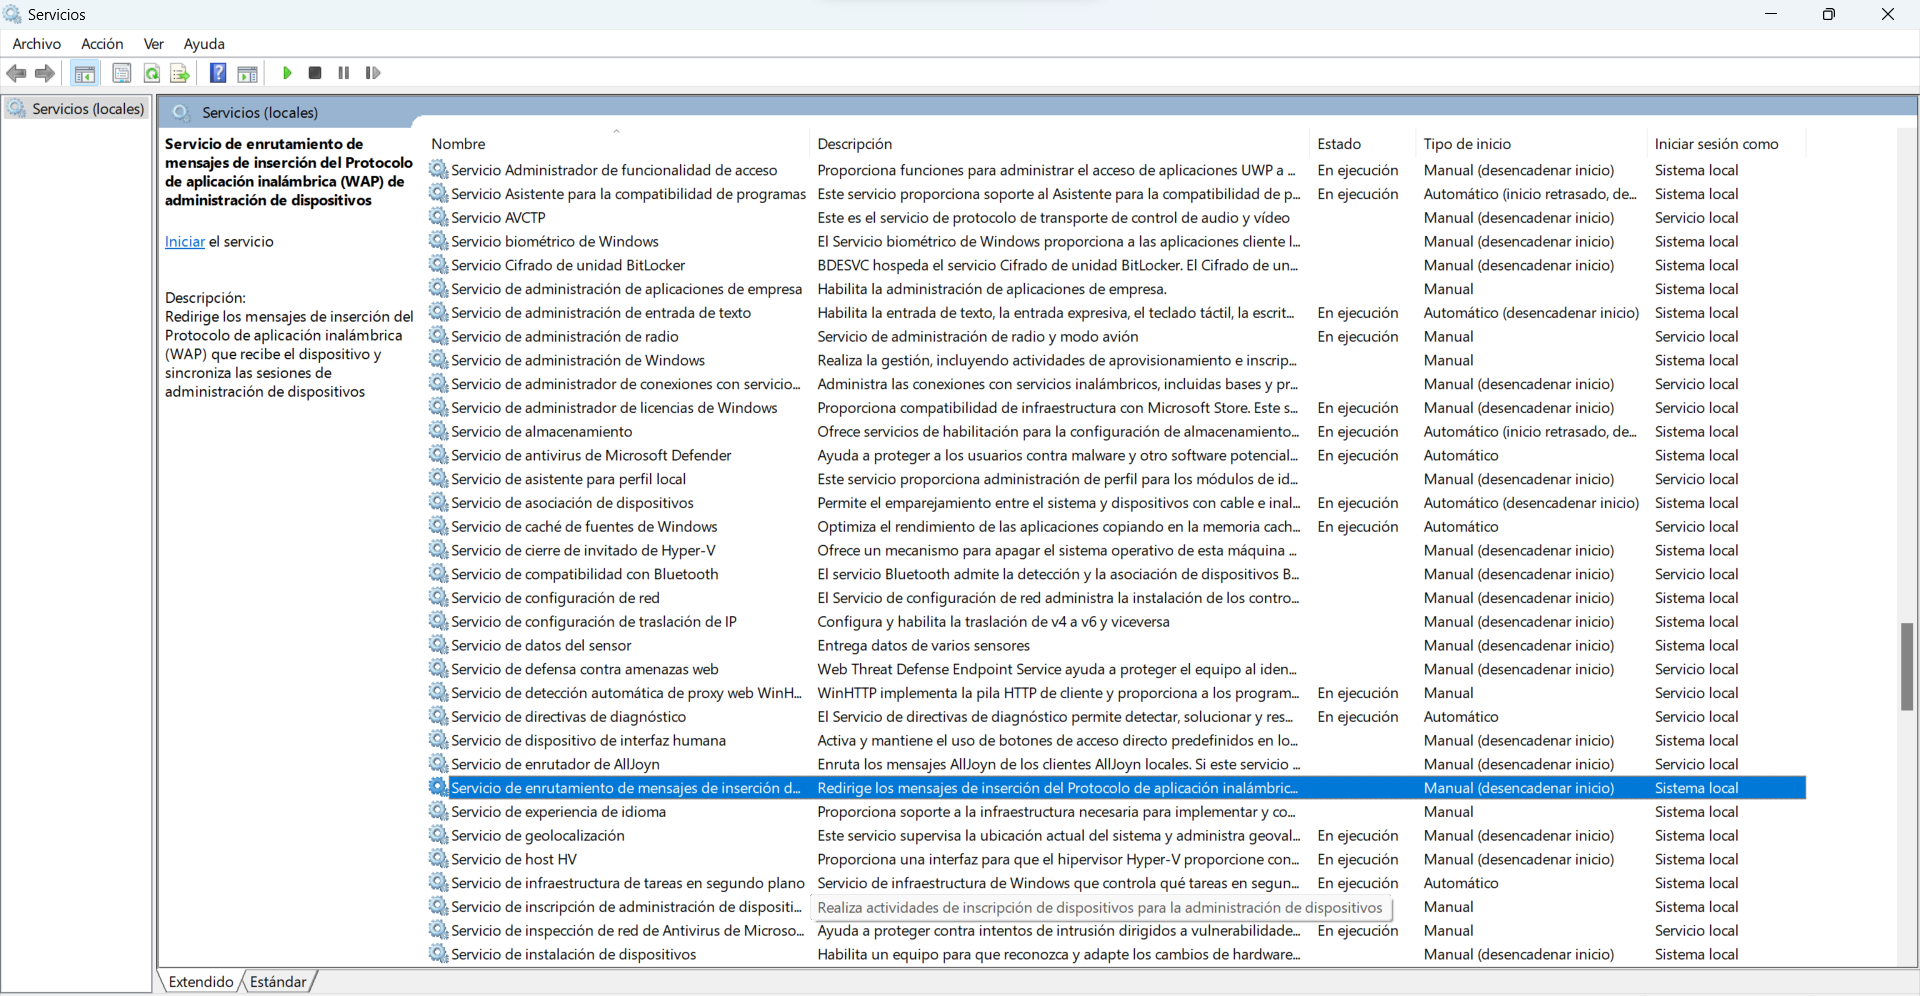 Servicios
Archivo Acción Ver Ayuda
Servicios (locales)
Servicios (locales)
Servicio de enrutamiento de
mensajes de inserción del Protocolo
de aplicación inalámbrica (WAP) de
administración de dispositivos
Iniciar el servicio
Descripción:
Redirige los mensajes de inserción del
Protocolo de aplicación inalámbrica
(WAP) que recibe el dispositivo y
sincroniza las sesiones de
administración de dispositivos
Nombre Descripción Estado Tipo de inicio Iniciar sesión como
Servicio Administrador de funcionalidad de acceso Proporciona funciones para administrar el acceso de aplicaciones UWP a ... En ejecución Manual (desencadenar inicio) Sistema local
Servicio Asistente para la compatibilidad de programas Este servicio proporciona soporte al Asistente para la compatibilidad de p... En ejecución Automático (inicio retrasado, de... Sistema local
Servicio AVCTP Este es el servicio de protocolo de transporte de control de audio y vídeo Manual (desencadenar inicio) Servicio local
Servicio biométrico de Windows El Servicio biométrico de Windows proporciona a las aplicaciones cliente l... Manual (desencadenar inicio) Sistema local
Servicio Cifrado de unidad BitLocker BDESVC hospeda el servicio Cifrado de unidad BitLocker. El Cifrado de un... Manual (desencadenar inicio) Sistema local
Servicio de administración de aplicaciones de empresa Habilita la administración de aplicaciones de empresa. Manual Sistema local
Servicio de administración de entrada de texto Habilita la entrada de texto, la entrada expresiva, el teclado táctil, la escrit... En ejecución Automático (desencadenar inicio) Sistema local
Servicio de administración de radio Servicio de administración de radio y modo avión En ejecución Manual Servicio local
Servicio de administración de Windows Realiza la gestión, incluyendo actividades de aprovisionamiento e inscrip... Manual Sistema local
Servicio de administrador de conexiones con servicio... Administra las conexiones con servicios inalámbricos, incluidas bases y pr... Manual (desencadenar inicio) Servicio local
Servicio de administrador de licencias de Windows Proporciona compatibilidad de infraestructura con Microsoft Store. Este s... En ejecución Manual (desencadenar inicio) Servicio local
Servicio de almacenamiento Ofrece servicios de habilitación para la configuración de almacenamiento... En ejecución Automático (inicio retrasado, de... Sistema local
Servicio de antivirus de Microsoft Defender Ayuda a proteger a los usuarios contra malware y otro software potencial... En ejecución Automático Sistema local
Servicio de asistente para perfil local Este servicio proporciona administración de perfil para los módulos de id... Manual (desencadenar inicio) Sistema local
Servicio de asociación de dispositivos Permite el emparejamiento entre el sistema y dispositivos con cable e inal... En ejecución Automático (desencadenar inicio) Sistema local
Servicio de caché de fuentes de Windows Optimiza el rendimiento de las aplicaciones copiando en la memoria cach... En ejecución Automático Servicio local
Servicio de cierre de invitado de Hyper-V Ofrece un mecanismo para apagar el sistema operativo de esta máquina ... Manual (desencadenar inicio) Sistema local
Servicio de compatibilidad con Bluetooth El servicio Bluetooth admite la detección y la asociación de dispositivos B... Manual (desencadenar inicio) Servicio local
Servicio de configuración de red El Servicio de configuración de red administra la instalación de los contro... Manual (desencadenar inicio) Sistema local
Servicio de configuración de traslación de IP Configura y habilita la traslación de v4 a v6 y viceversa Manual (desencadenar inicio) Sistema local
Servicio de datos del sensor Entrega datos de varios sensores Manual (desencadenar inicio) Sistema local
Servicio de defensa contra amenazas web Web Threat Defense Endpoint Service ayuda a proteger el equipo al iden... Manual (desencadenar inicio) Servicio local
Servicio de detección automática de proxy web WinH... WinHTTP implementa la pila HTTP de cliente y proporciona a los program... En ejecución Manual Servicio local
Servicio de directivas de diagnóstico El Servicio de directivas de diagnóstico permite detectar, solucionar y res... En ejecución Automático Servicio local
Servicio de dispositivo de interfaz humana Activa y mantiene el uso de botones de acceso directo predefinidos en lo... Manual (desencadenar inicio) Sistema local
Servicio de enrutador de AllJoyn Enruta los mensajes AllJoyn de los clientes AllJoyn locales. Si este servicio ... Manual (desencadenar inicio) Servicio local
Servicio de enrutamiento de mensajes de inserción d... Redirige los mensajes de inserción del Protocolo de aplicación inalámbric... Manual (desencadenar inicio) Sistema local
Servicio de experiencia de idioma Proporciona soporte a la infraestructura necesaria para implementar y co... Manual Sistema local
Servicio de geolocalización Este servicio supervisa la ubicación actual del sistema y administra geoval... En ejecución Manual (desencadenar inicio) Sistema local
Servicio de host HV Proporciona una interfaz para que el hipervisor Hyper-V proporcione con... En ejecución Manual (desencadenar inicio) Sistema local
Servicio de infraestructura de tareas en segundo plano Servicio de infraestructura de Windows que controla qué tareas en segun... En ejecución Automático Sistema local
Servicio de inscripción de administración de dispositi... Realiza actividades de inscripción de dispositivos para la administración de dispositivos Manual Sistema local
Servicio de inspección de red de Antivirus de Microso... Ayuda a proteger contra intentos de intrusión dirigidos a vulnerabilidade... En ejecución Manual Servicio local
Servicio de instalación de dispositivos Habilita un equipo para que reconozca y adapte los cambios de hardware... Manual (desencadenar inicio) Sistema local
Extendido Estándar